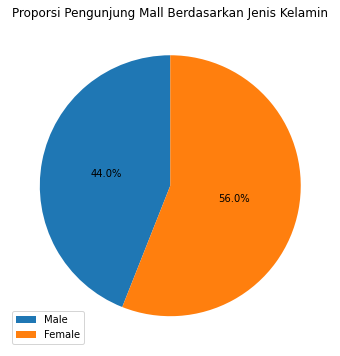 Proporsi Pengunjung Mall Berdasarkan Jenis Kelamin
44.0%
56.0%
Male
Female